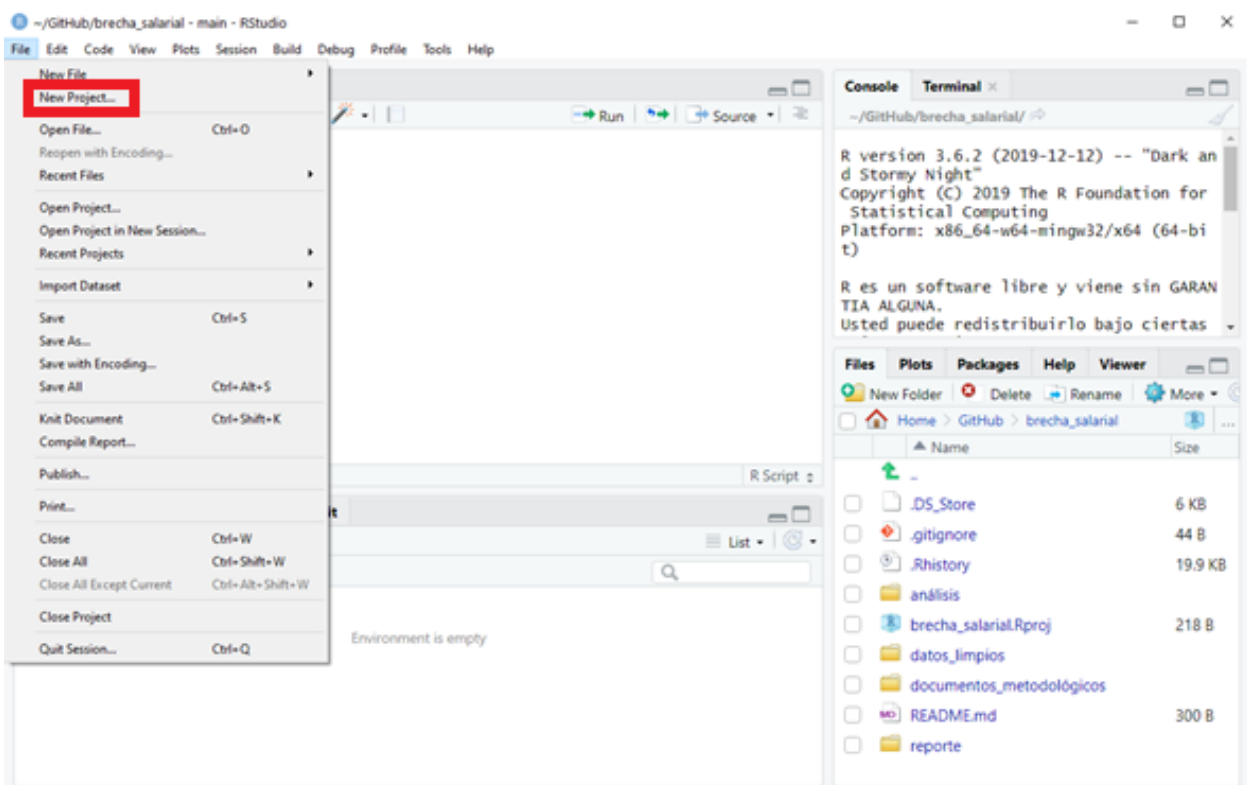 ~/GitHub/brecha_salarial - main - RStudio
File Edit Code View Plots Session Build Debug Profile Tools Help
New File
New Project...
Open File... Ctrl+O
Reopen with Encoding...
Recent Files
Open Project...
Open Project in New Session...
Recent Projects
Import Dataset
Save Ctrl+S
Save As...
Save with Encoding...
Save All Ctrl+Alt+S
Knit Document Ctrl+Shift+K
Compile Report...
Publish...
Print...
Close Ctrl+W
Close All Ctrl+Shift+W
Close All Except Current Ctrl+Alt+Shift+W
Close Project
Quit Session... Ctrl+Q
Run Source
R Script
List
Environment is empty
Console Terminal
~/GitHub/brecha_salarial/
R version 3.6.2 (2019-12-12) -- "Dark an
d Stormy Night"
Copyright (C) 2019 The R Foundation for
Statistical Computing
Platform: x86_64-w64-mingw32/x64 (64-bi
t)
R es un software libre y viene sin GARAN
TIA ALGUNA.
Usted puede redistribuirlo bajo ciertas
Files Plots Packages Help Viewer
New Folder Delete Rename More
Home > GitHub > brecha_salarial ...
Name Size
..
.DS_Store 6 KB
.gitignore 44 B
.Rhistory 19.9 KB
análisis
brecha_salarial.Rproj 218 B
datos_limpios
documentos_metodológicos
README.md 300 B
reporte